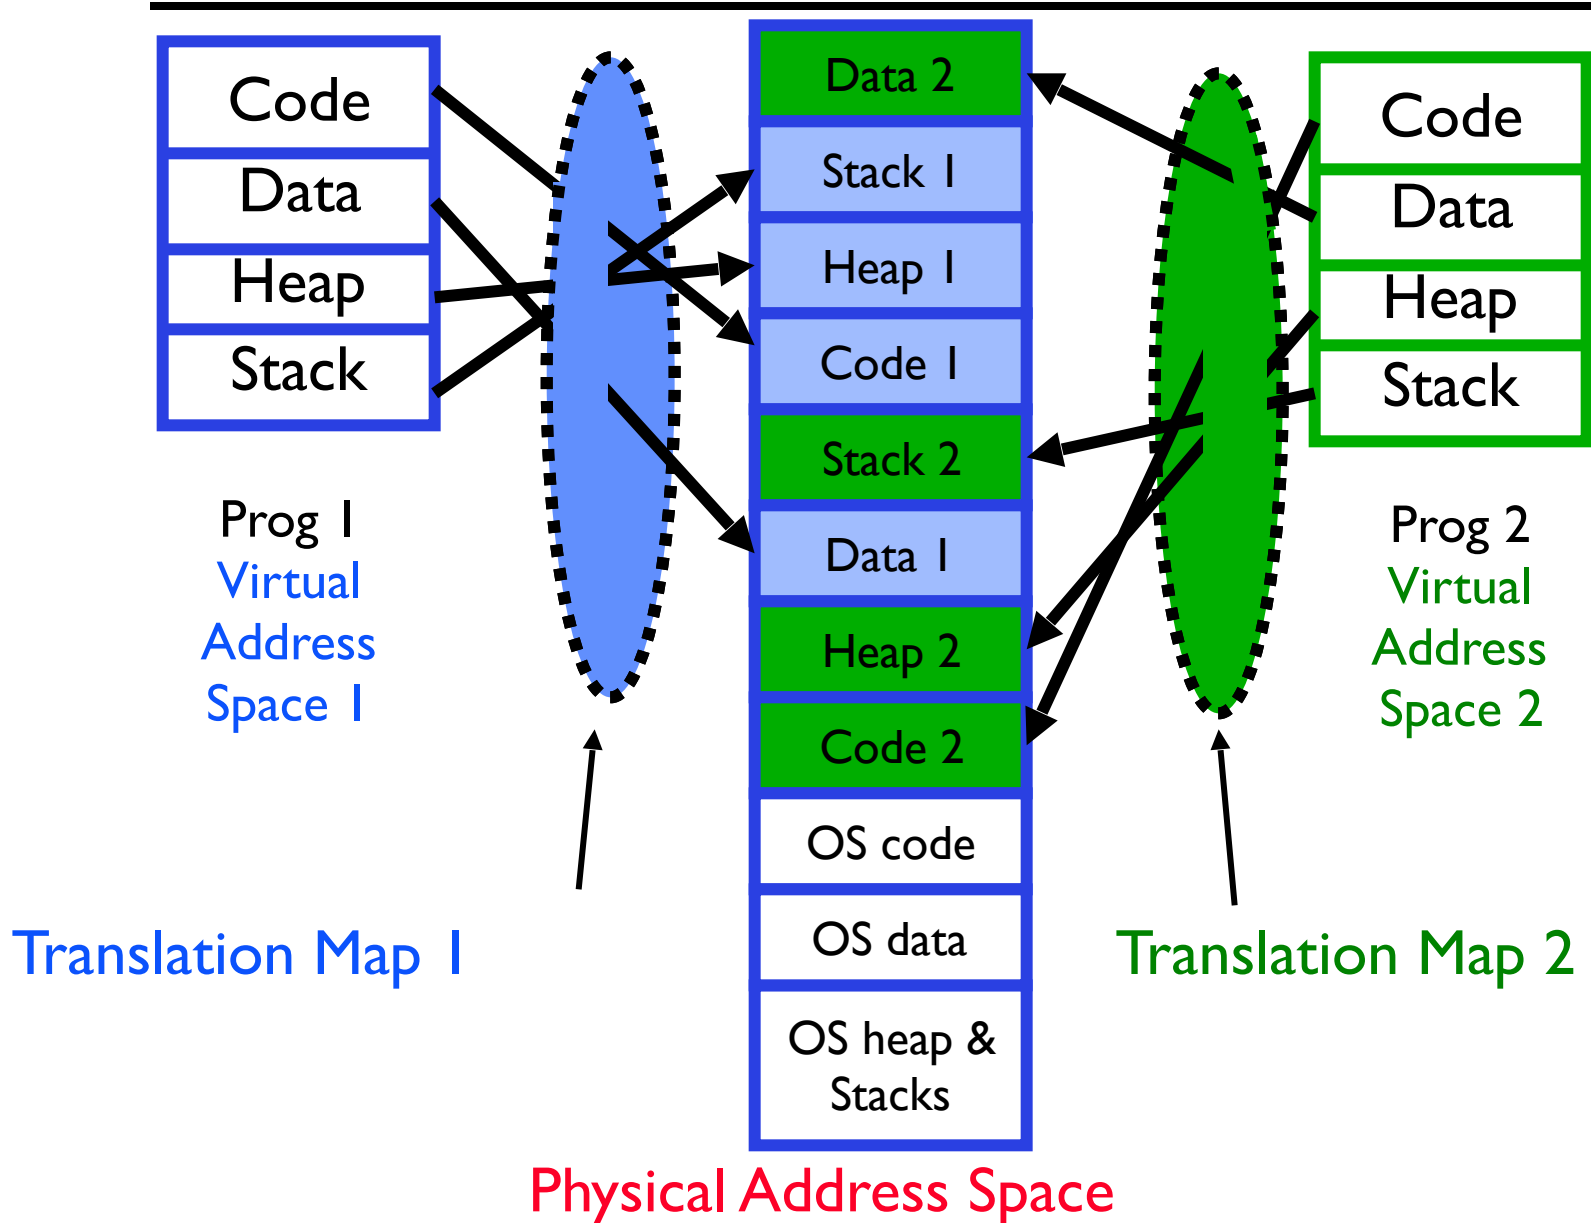 Code
Data
Heap
Stack
Prog 1
Virtual
Address
Space 1
Translation Map 1
Data 2
Stack 1
Heap 1
Code 1
Stack 2
Data 1
Heap 2
Code 2
OS code
OS data
OS heap &
Stacks
Physical Address Space
Code
Data
Heap
Stack
Prog 2
Virtual
Address
Space 2
Translation Map 2